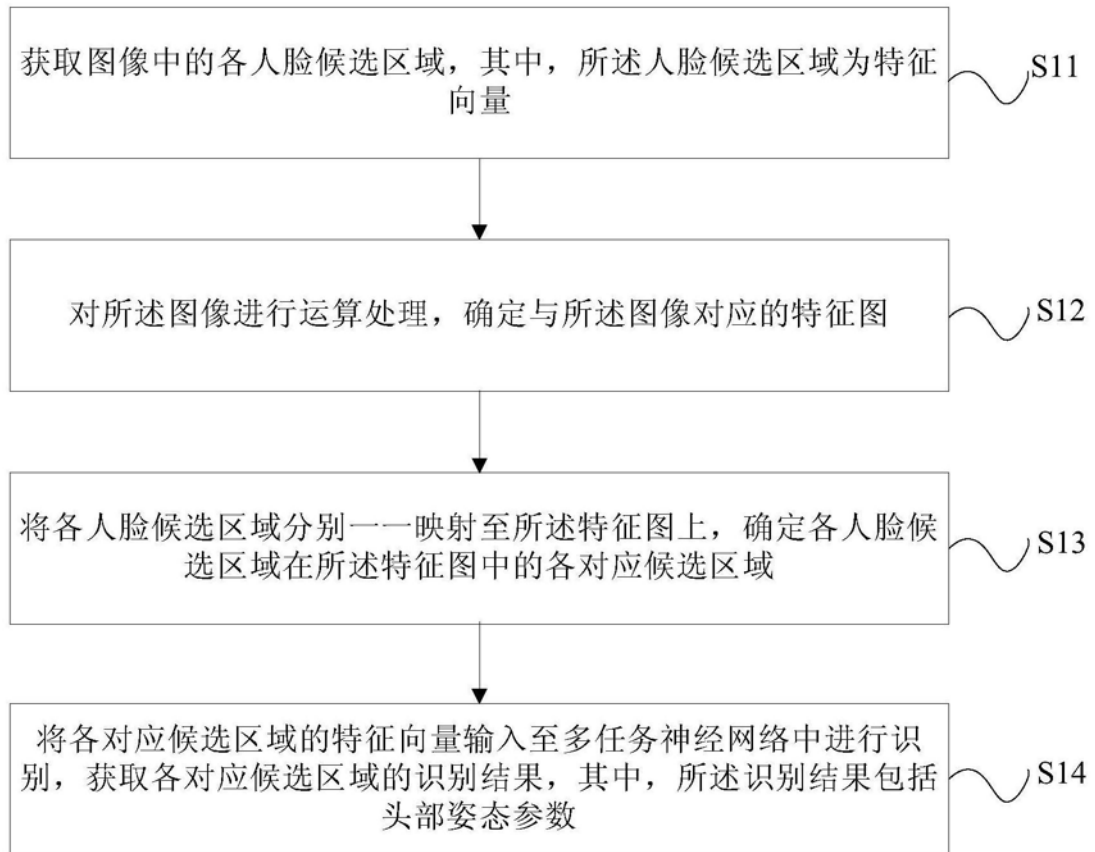 获取图像中的各人脸候选区域，其中，所述人脸候选区域为特征
向量
S11
对所述图像进行运算处理，确定与所述图像对应的特征图
S12
将各人脸候选区域分别一一映射至所述特征图上，确定各人脸候
选区域在所述特征图中的各对应候选区域
S13
将各对应候选区域的特征向量输入至多任务神经网络中进行识
别，获取各对应候选区域的识别结果，其中，所述识别结果包括
头部姿态参数
S14